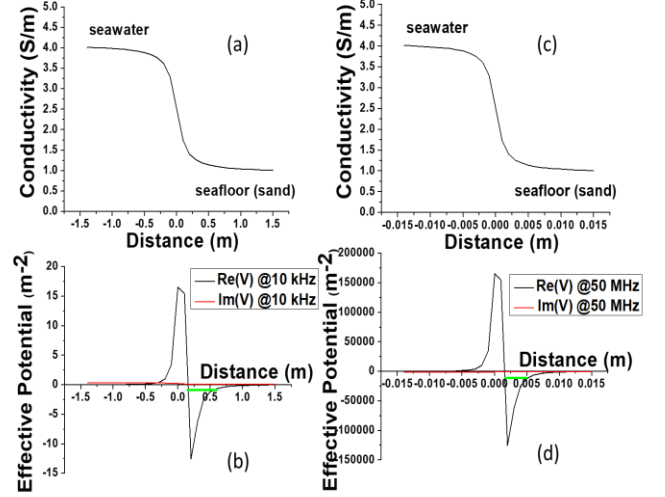 5.0
4.5
4.0
3.5
3.0
2.5
2.0
1.5
1.0
0.5
0.0
Conductivity (S/m)
seawater
(a)
seafloor (sand)
-1.5 -1.0 -0.5 0.0 0.5 1.0 1.5
Distance (m)
5.0
4.5
4.0
3.5
3.0
2.5
2.0
1.5
1.0
0.5
0.0
Conductivity (S/m)
seawater
(c)
seafloor (sand)
-0.015 -0.010 -0.005 0.000 0.005 0.010 0.015
Distance (m)
20
15
10
5
0
-5
-10
-15
Effective Potential (m-2)
Re(V) @10 kHz
Im(V) @10 kHz
Distance (m)
-1.5 -1.0 -0.5 0.0 0.5 1.0 1.5
(b)
200000
150000
100000
50000
0
-50000
-100000
-150000
Effective Potential (m-2)
Re(V) @50 MHz
Im(V) @50 MHz
Distance (m)
-0.015 -0.010 -0.005 0.000 0.005 0.010 0.015
(d)